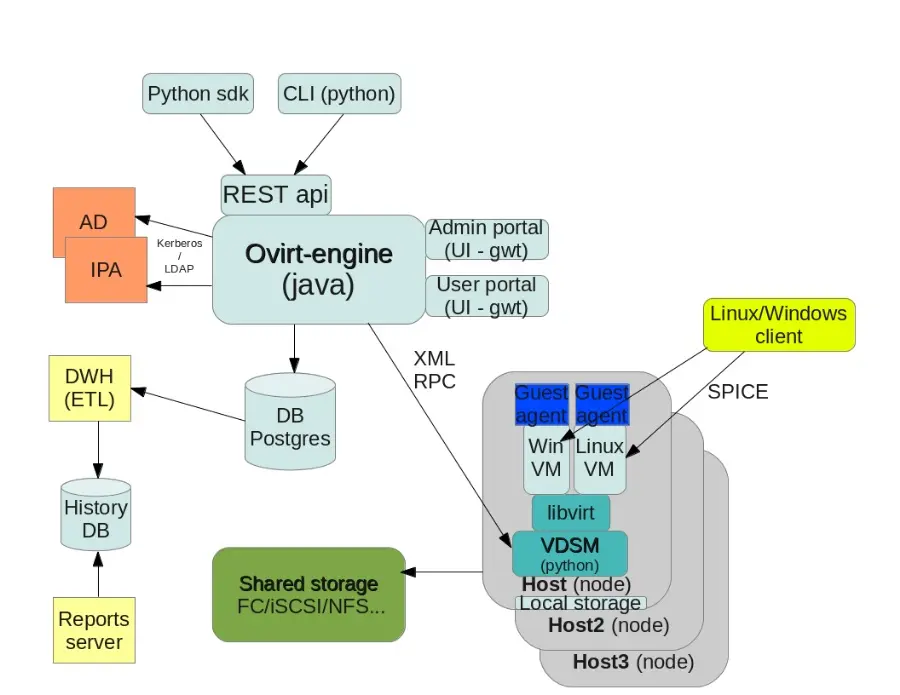 Python sdk
CLI (python)
REST api
AD
IPA
Kerberos
/
LDAP
Ovirt-engine
(java)
Admin portal
(UI - gwt)
User portal
(UI - gwt)
Linux/Windows
client
XML
RPC
SPICE
DWH
(ETL)
DB
Postgres
Guest
agent
Guest
agent
Win
VM
Linux
VM
libvirt
VDSM
(python)
Host (node)
Local storage
Host2 (node)
Host3 (node)
History
DB
Shared storage
FC/iSCSI/NFS...
Reports
server